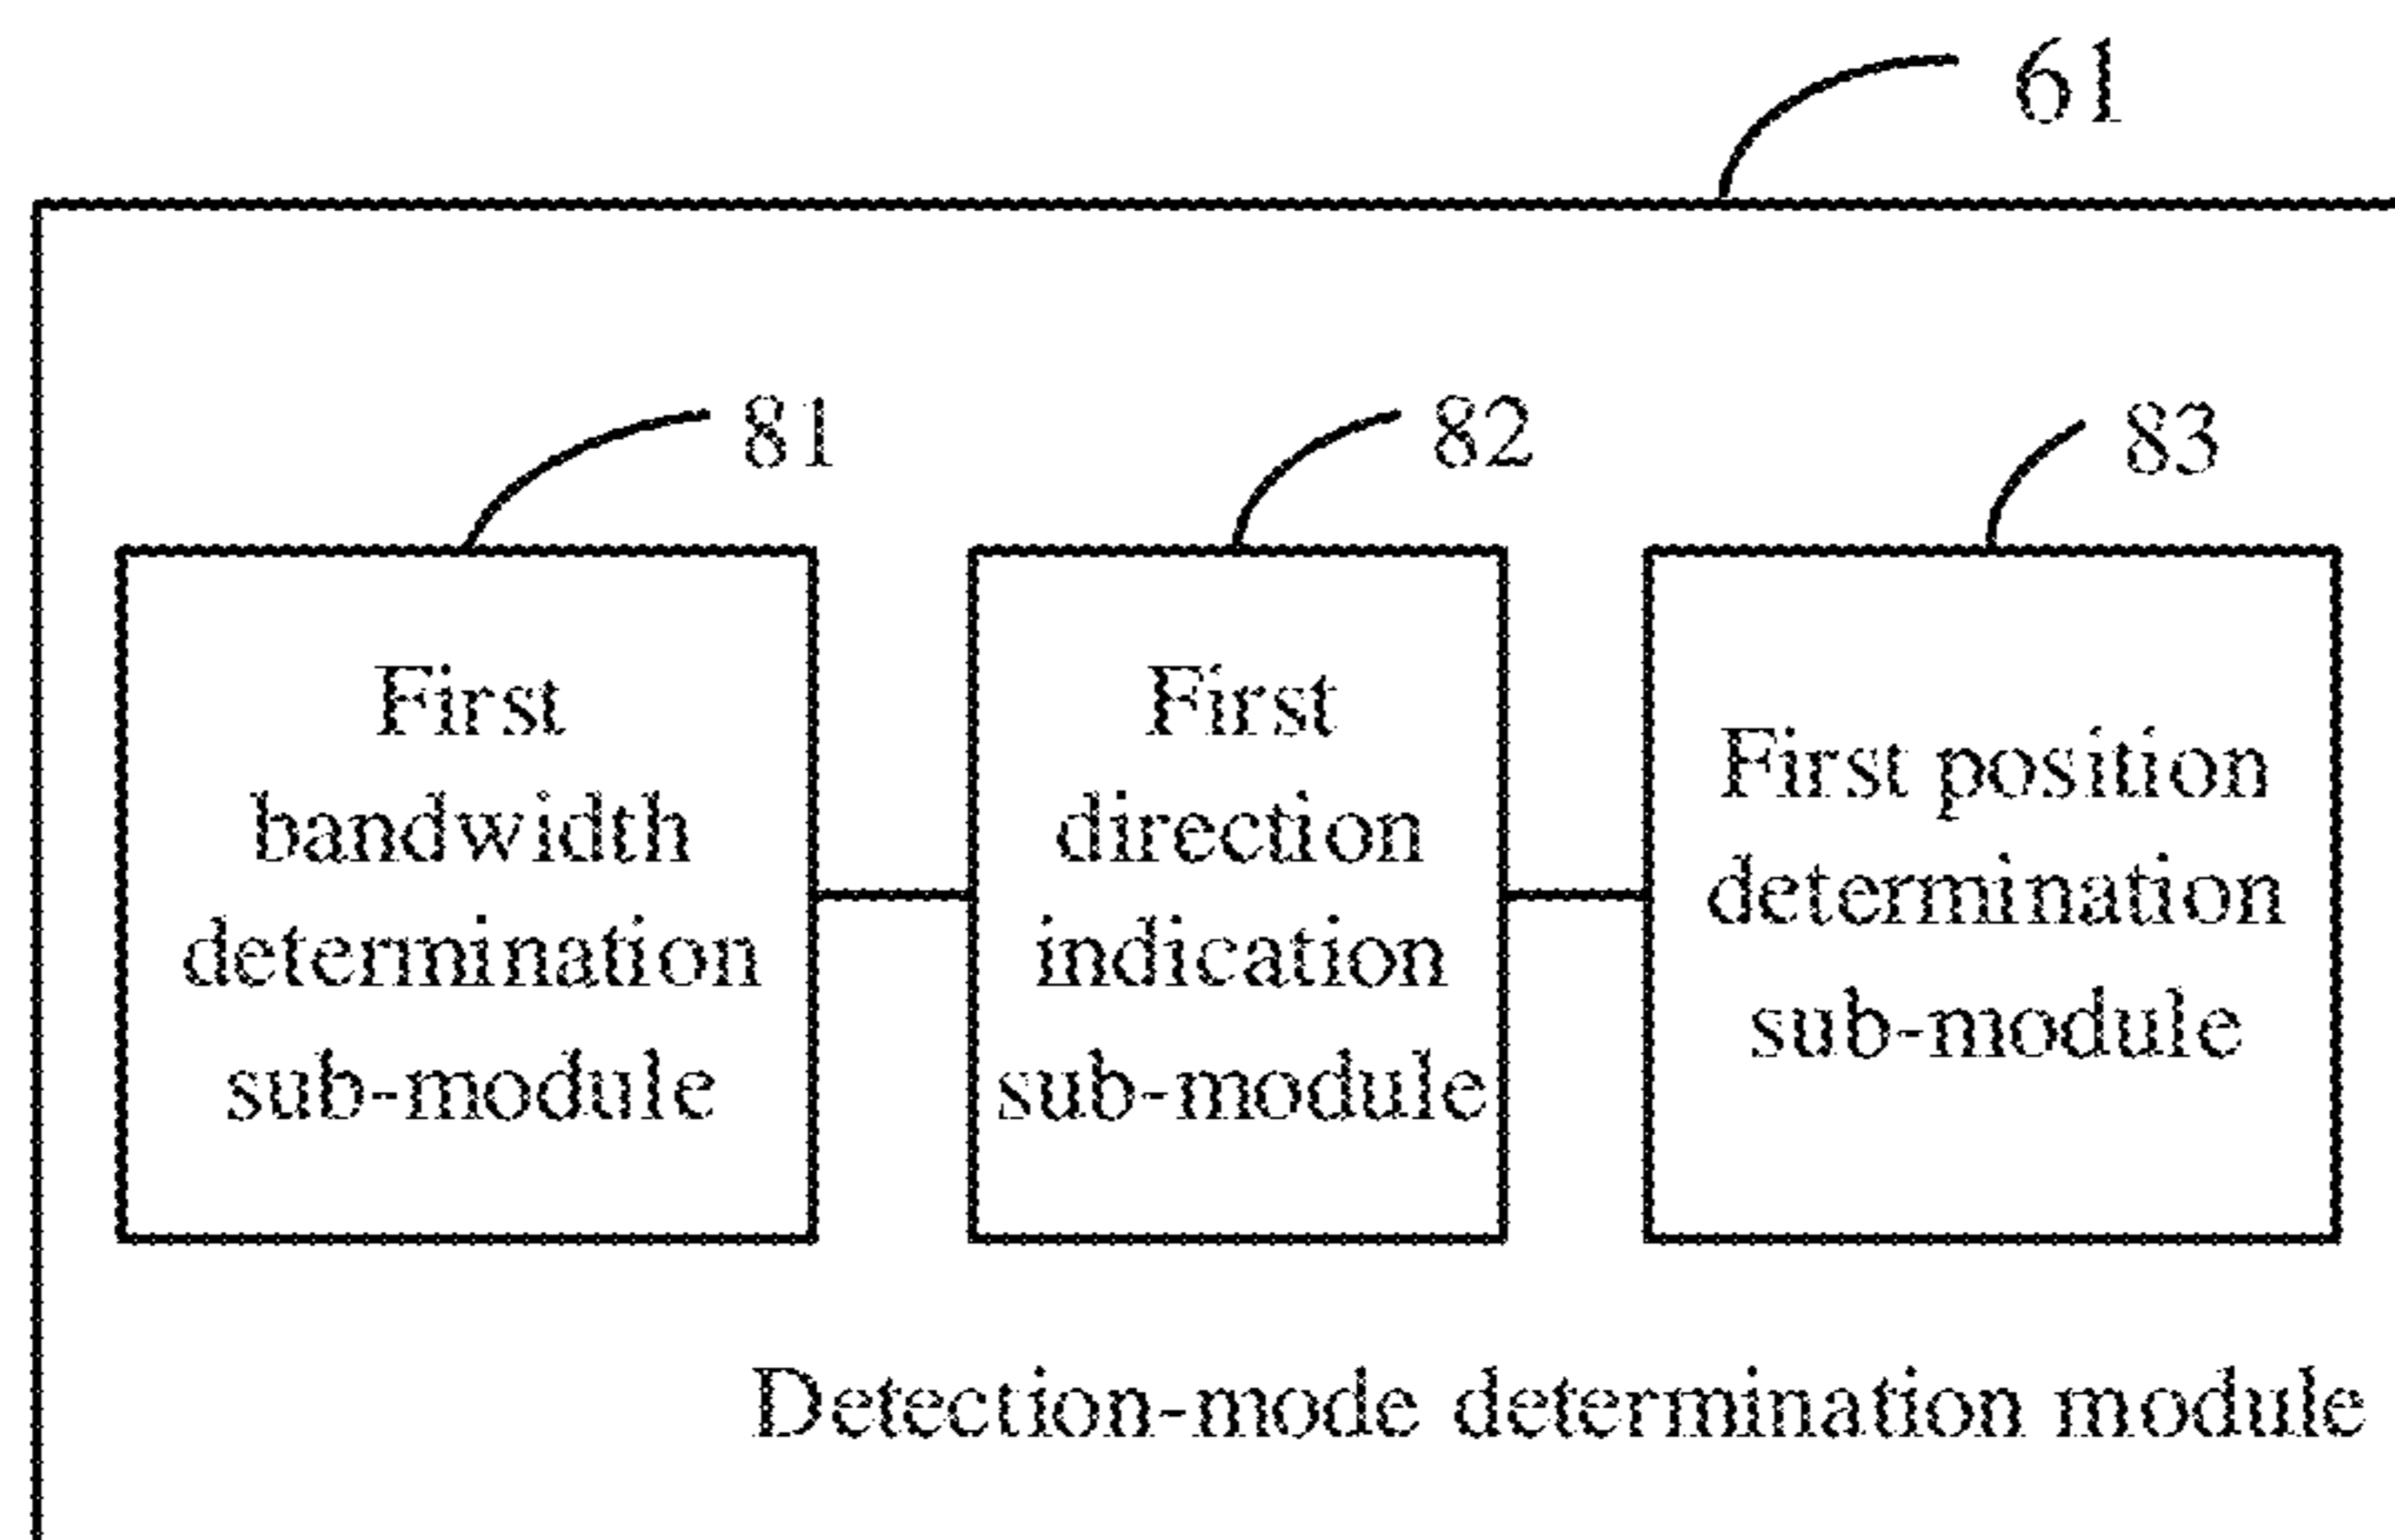 61
81
82
83
First
bandwidth
determination
sub-module
First
direction
indication
sub-module
First position
determination
sub-module
Detection-mode determination module